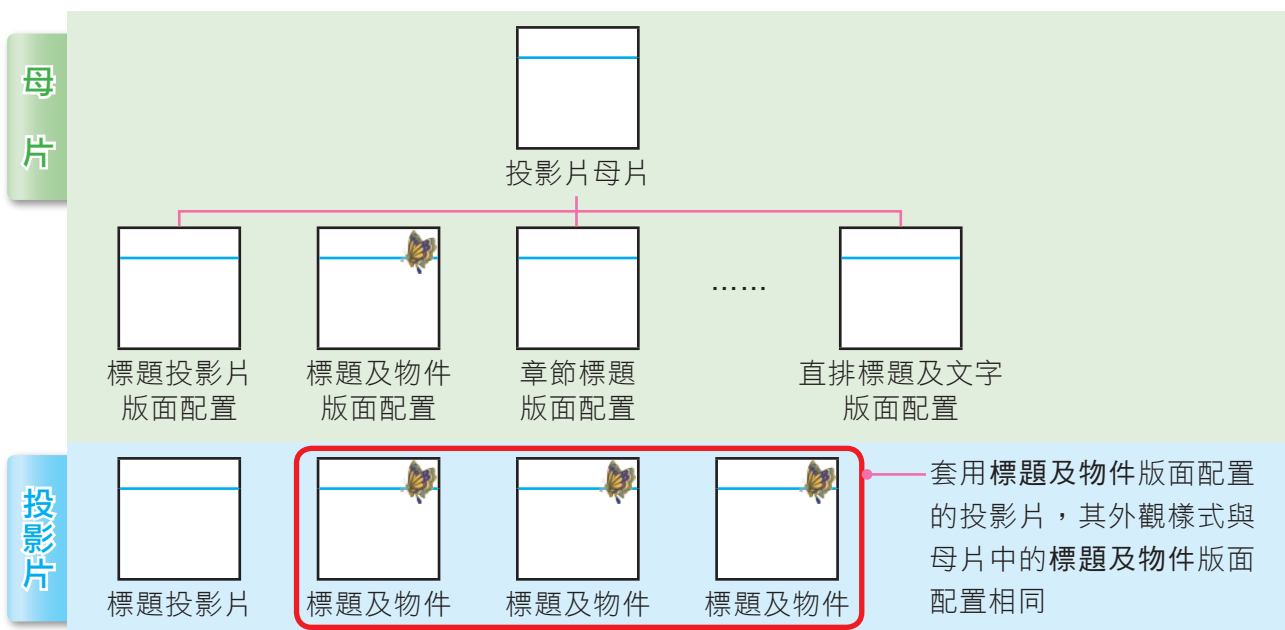 母片
投影片母片
……
標題投影片
版面配置
標題及物件
版面配置
章節標題
版面配置
直排標題及文字
版面配置
投影片
標題投影片
標題及物件
標題及物件
標題及物件
套用標題及物件版面配置
的投影片，其外觀樣式與
母片中的標題及物件版面
配置相同